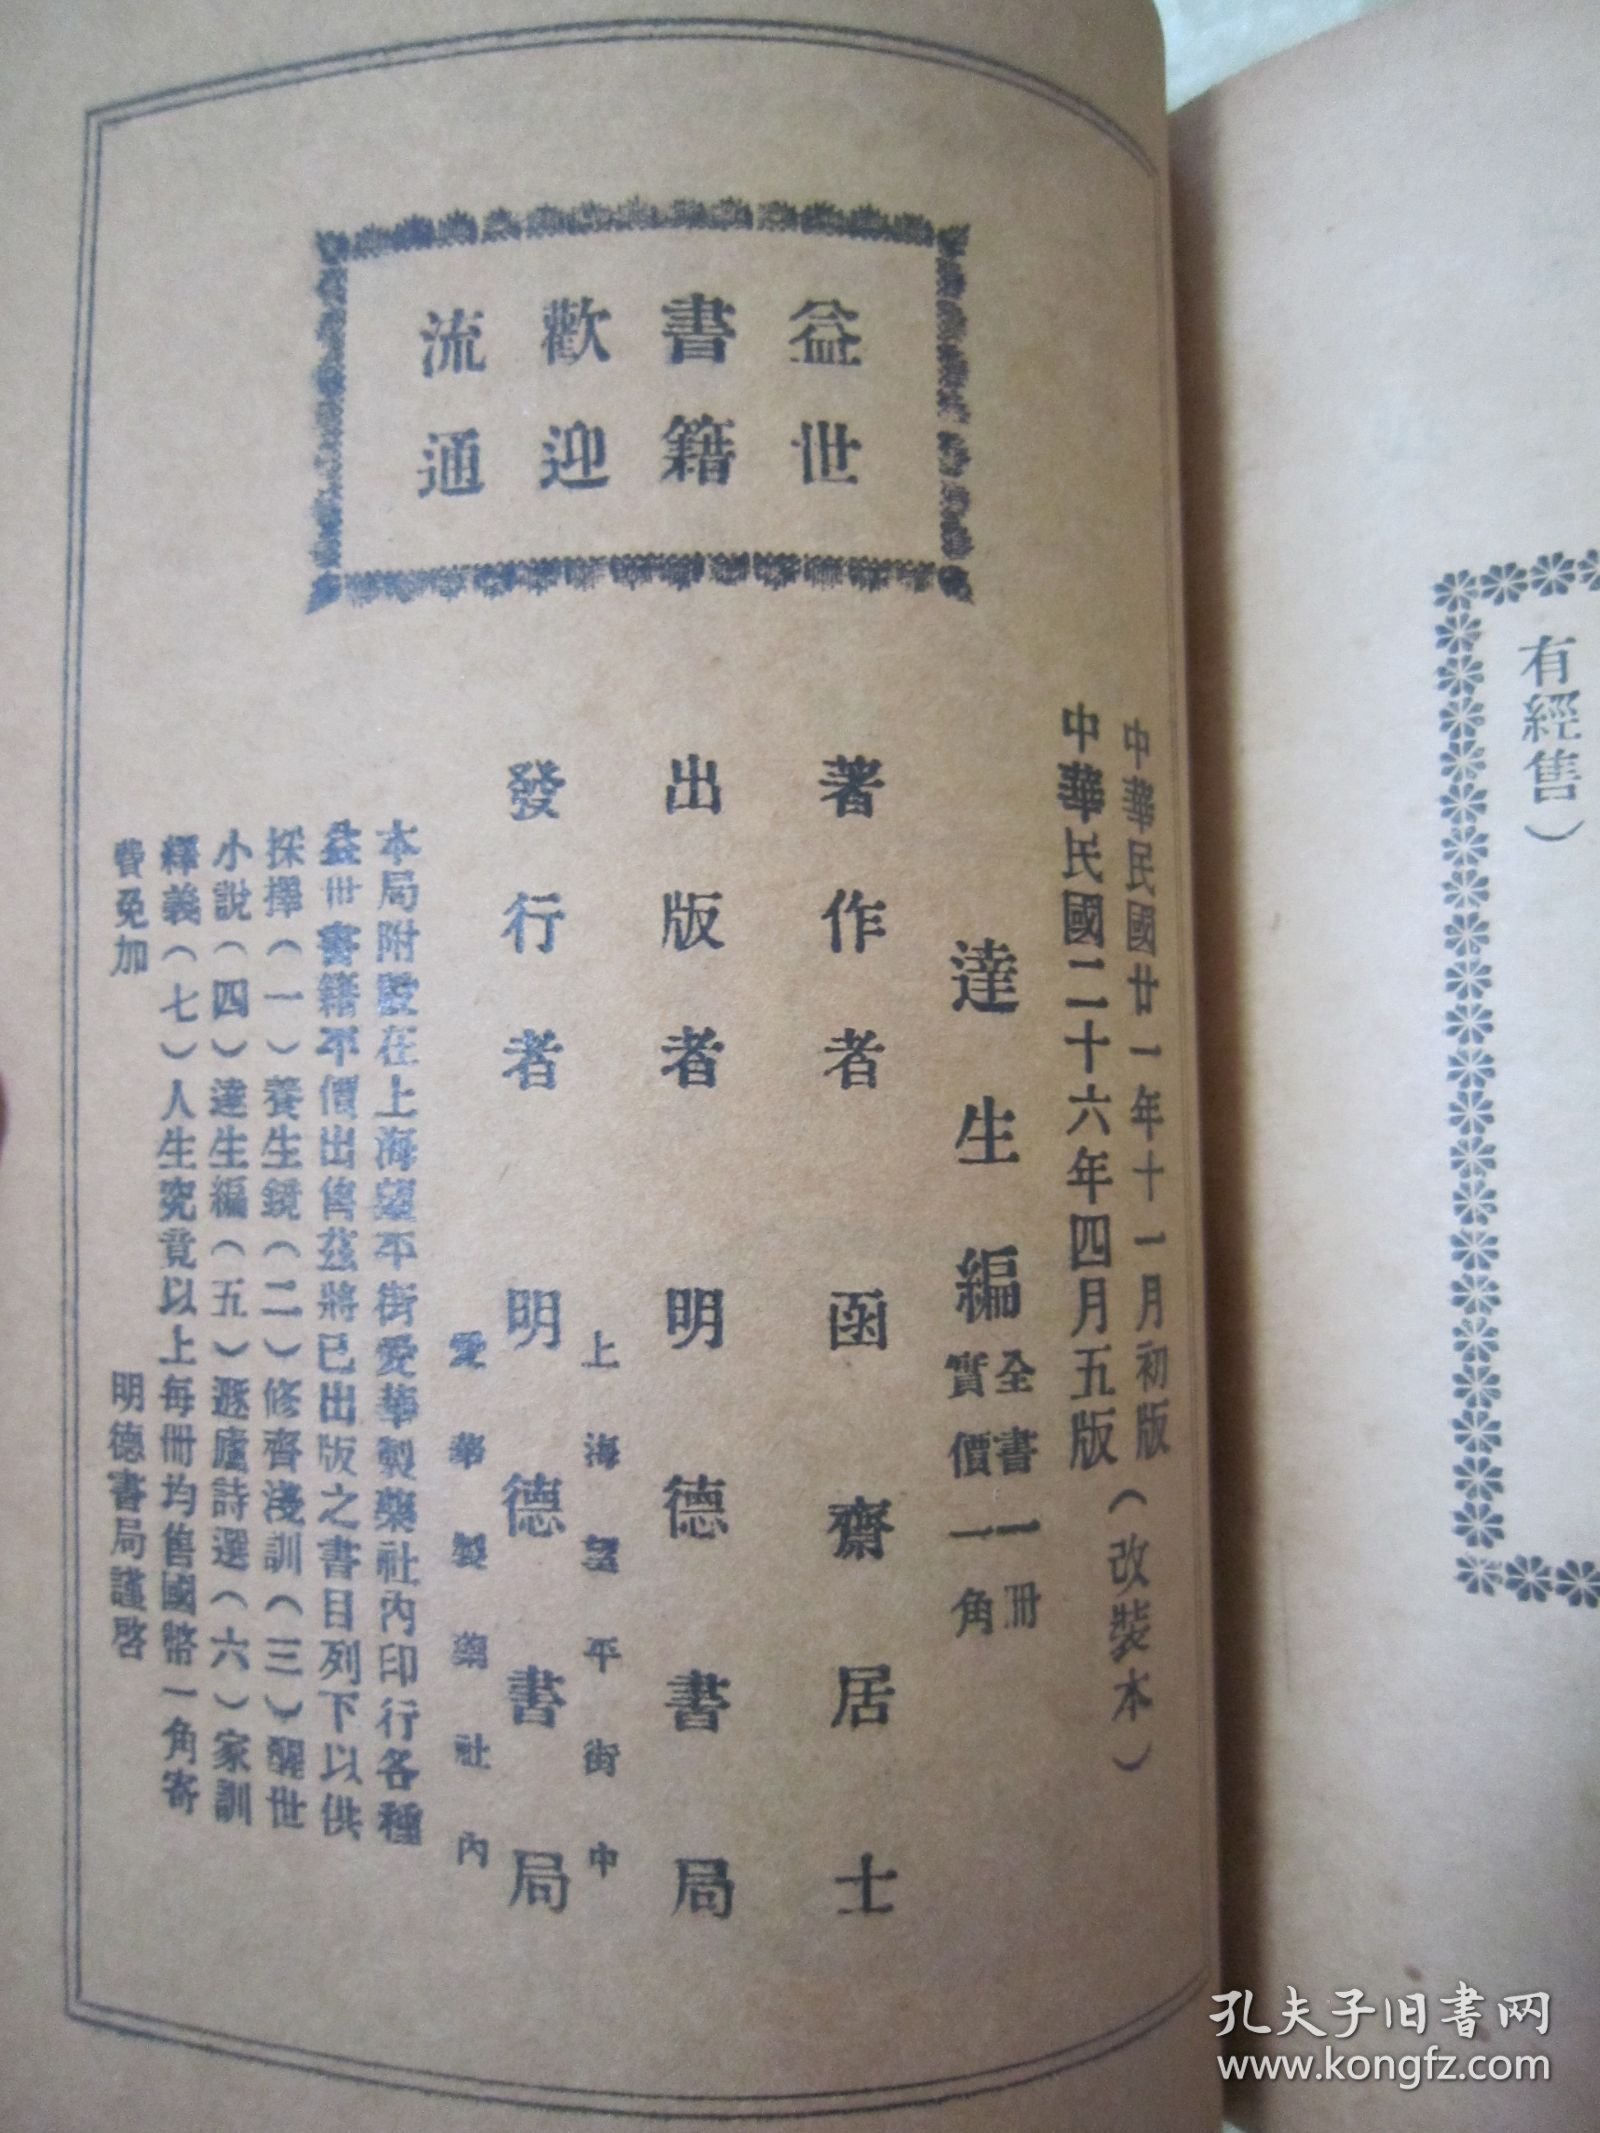 有經售）
中華民國廿一年十一月初版
中華民國二十六年四月五版（改裝本）
達生編
全書一冊
實價一角
著作者　函齋居士
出版者　明德書局
上海望平街中
發行者　明德書局
愛華製藥社內
益世
書籍
歡迎
流通
本局附設在上海望平街愛華製藥社內印行各種
益世書籍平價出售茲將已出版之書目列下以供
採擇（一）養生鏡（二）修齊淺訓（三）醒世
小說（四）達生編（五）遯廬詩選（六）家訓
釋義（七）人生究竟以上每冊均售國幣一角寄
費免加
明德書局謹啓
孔夫子旧書网
www.kongfz.com